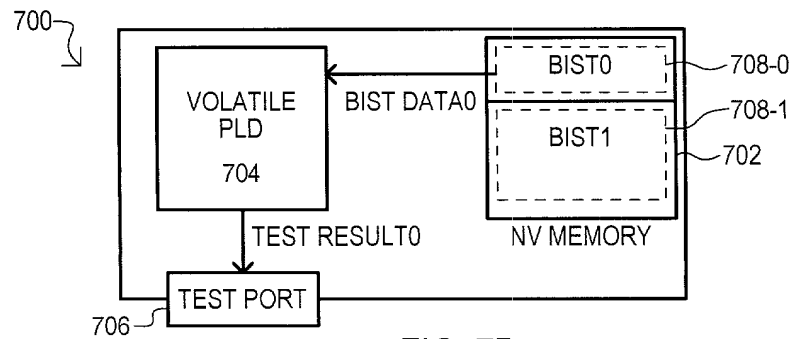 700
BIST0
708-0
BIST DATA0
VOLATILE
PLD
704
708-1
BIST1
702
TEST RESULT0
NV MEMORY
TEST PORT
706